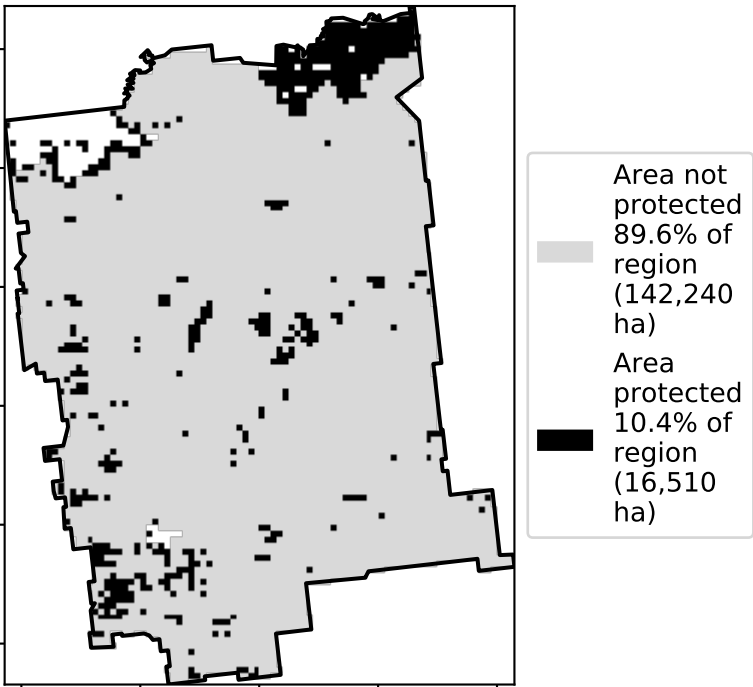 Area not
protected
89.6% of
region
(142,240
ha)
Area
protected
10.4% of
region
(16,510
ha)